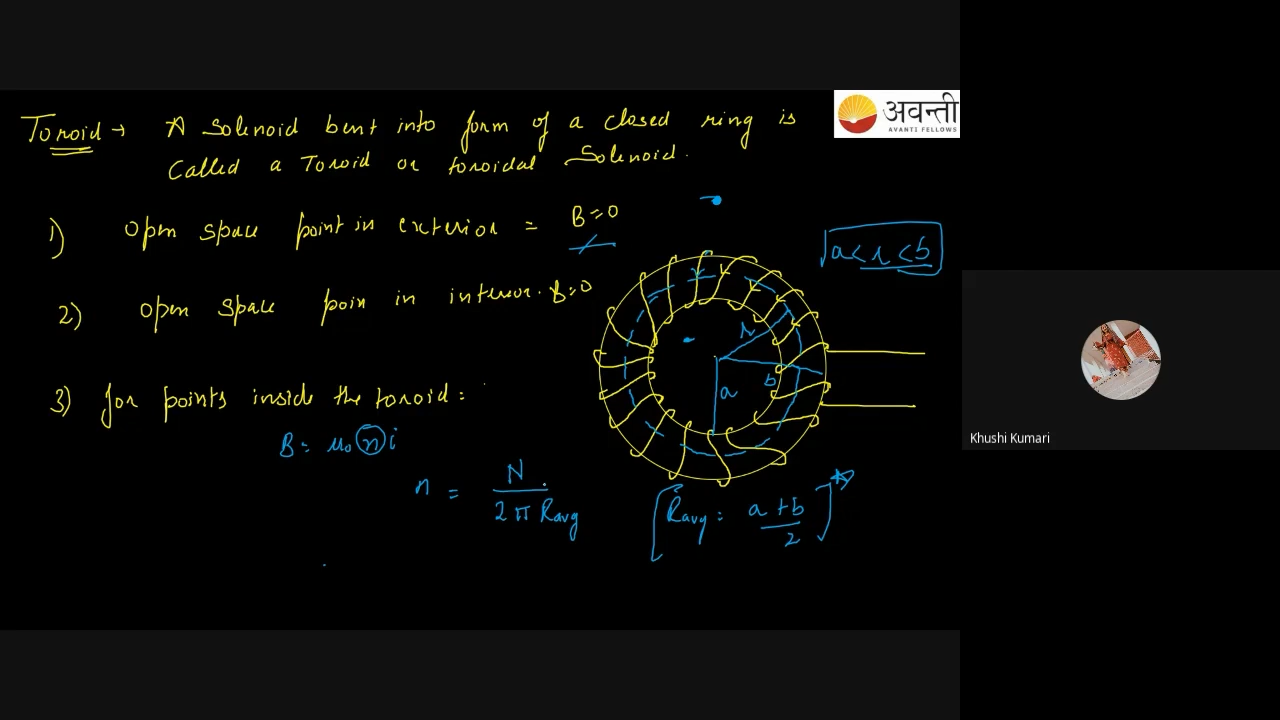 Toroid → A Solenoid bent into form of a closed ring is
Called a Toroid or toroidal Solenoid.
अवन्ती
AVANTI FELLOWS
1) Open space point in exterior = B=0
a<r<b
2) Open space poin in interior. B=0
r
b
a
3) for points inside the toroid:
B= μ₀ n i
n = N / 2π Ravg
[Ravg = a+b / 2]
Khushi Kumari